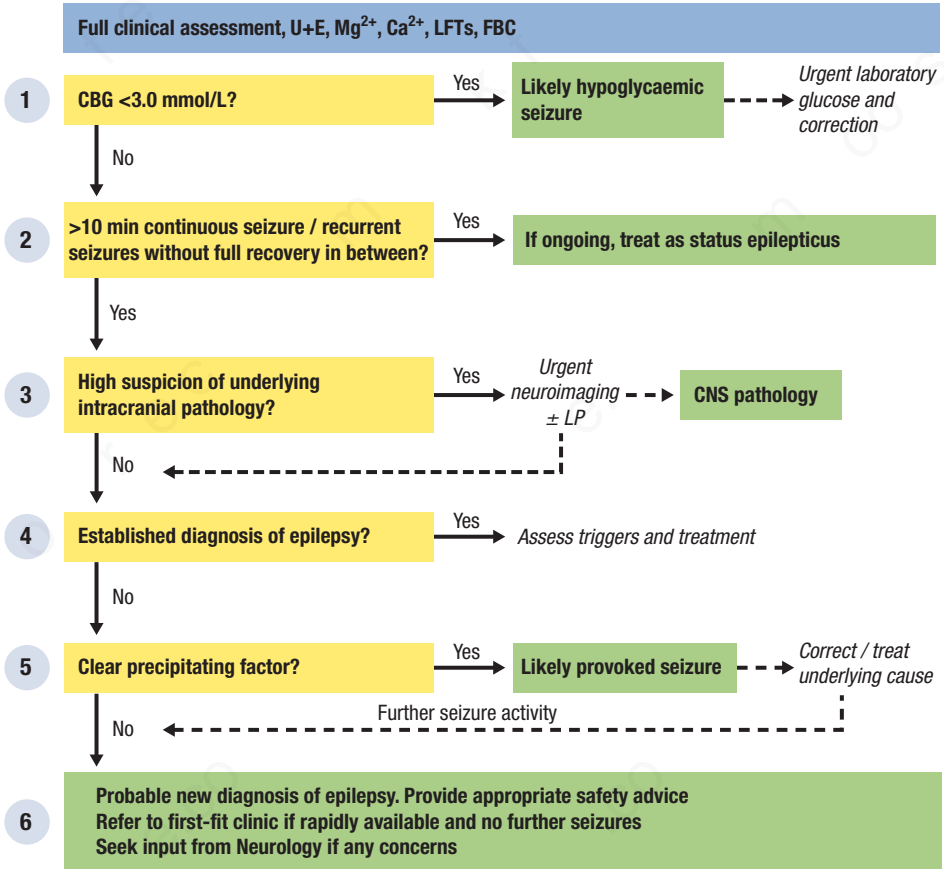 Full clinical assessment, U+E, Mg²⁺, Ca²⁺, LFTs, FBC
1
CBG <3.0 mmol/L?
Yes
Likely hypoglycaemic
seizure
Urgent laboratory
glucose and
correction
No
2
>10 min continuous seizure / recurrent
seizures without full recovery in between?
Yes
If ongoing, treat as status epilepticus
Yes
3
High suspicion of underlying
intracranial pathology?
Yes
Urgent
neuroimaging
± LP
CNS pathology
No
4
Established diagnosis of epilepsy?
Yes
Assess triggers and treatment
No
5
Clear precipitating factor?
Yes
Likely provoked seizure
Correct / treat
underlying cause
Further seizure activity
No
6
Probable new diagnosis of epilepsy. Provide appropriate safety advice
Refer to first-fit clinic if rapidly available and no further seizures
Seek input from Neurology if any concerns